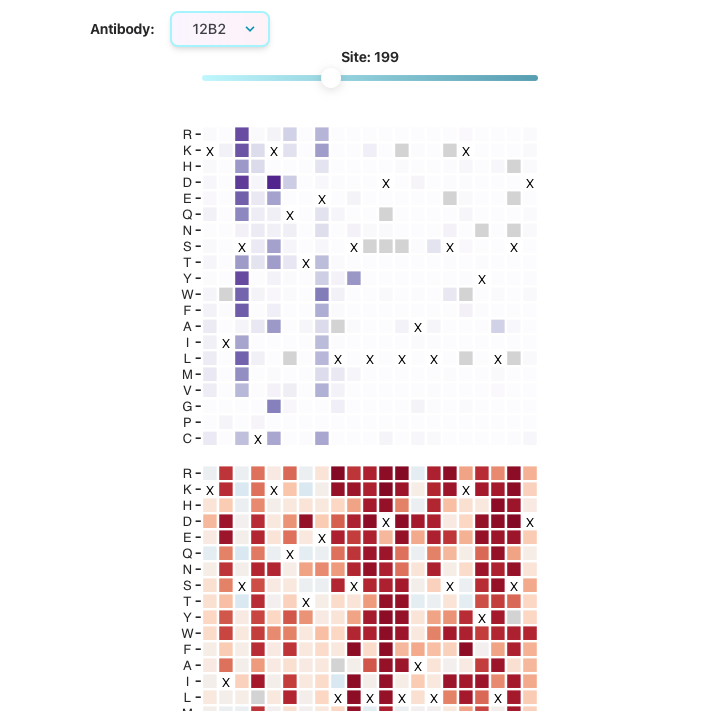 Antibody: 12B2
Site: 199
R
K X X X
H
D X X
E X
Q X
N
S X X X X
T X
Y X
W
F
A X
I X
L X X X X X
M
V
G
P
C X
R
K X X X
H
D X X
E X
Q X
N
S X X X X
T X
Y X
W
F
A X
I X
L X X X X X